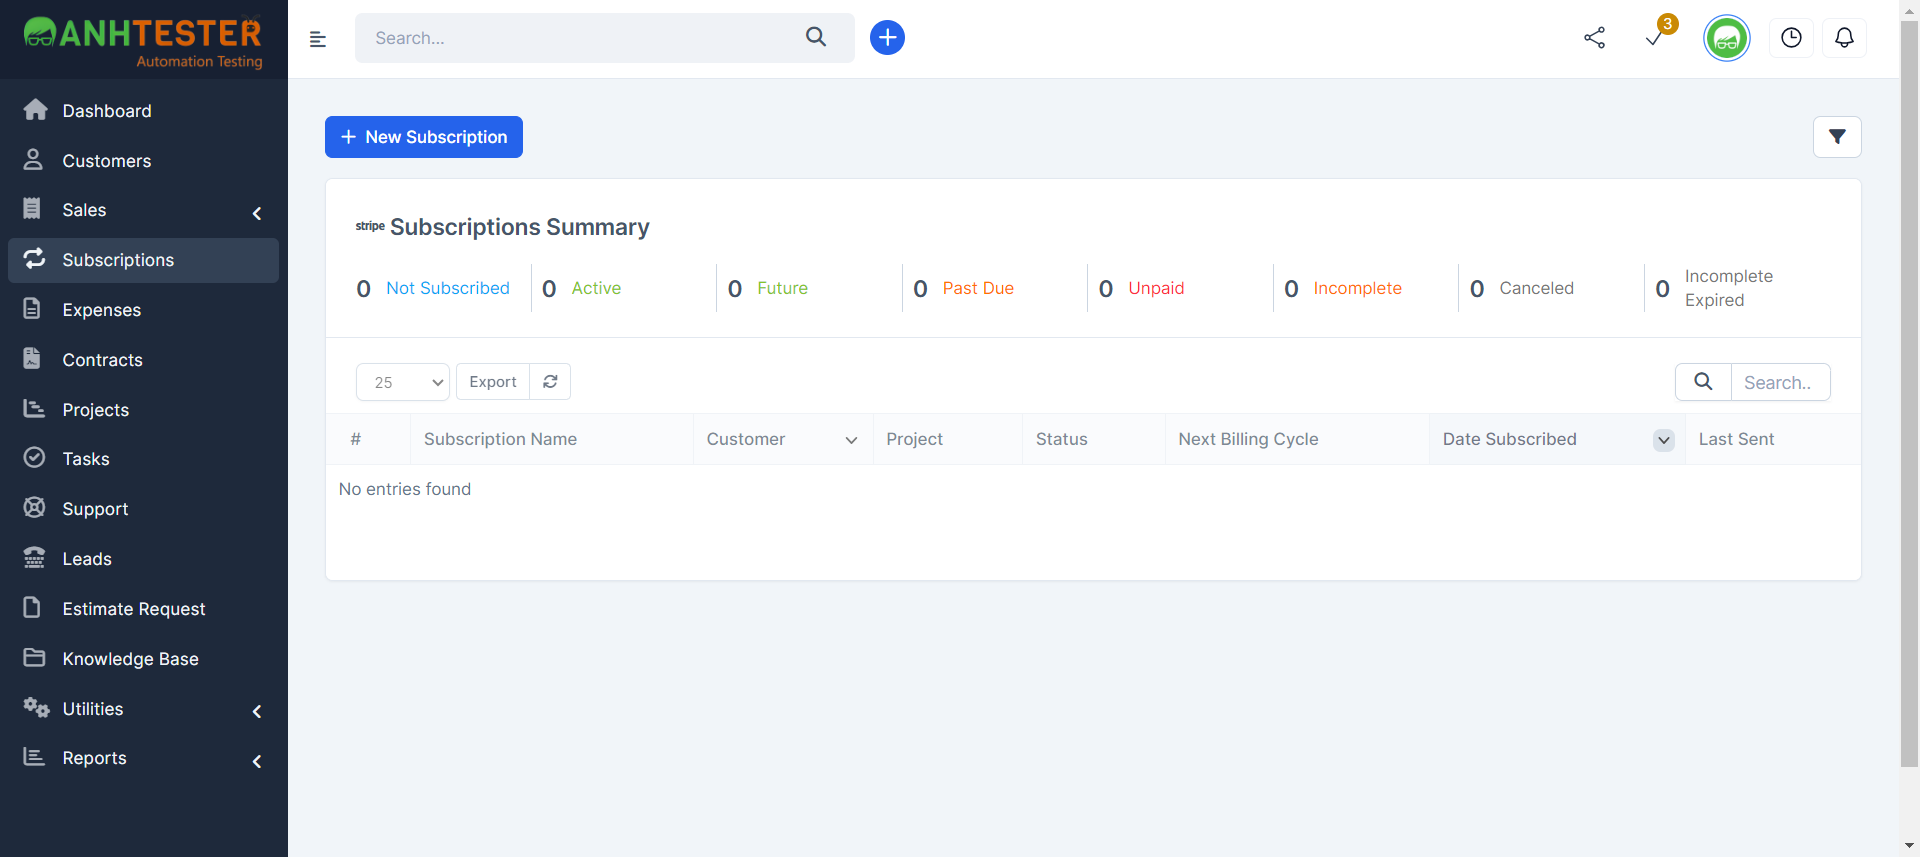 ANHTESTER
Automation Testing
Search...
3
Dashboard
Customers
Sales
Subscriptions
Expenses
Contracts
Projects
Tasks
Support
Leads
Estimate Request
Knowledge Base
Utilities
Reports
New Subscription
stripe Subscriptions Summary
0 Not Subscribed
0 Active
0 Future
0 Past Due
0 Unpaid
0 Incomplete
0 Canceled
0 Incomplete Expired
25
Export
Search..
# Subscription Name Customer Project Status Next Billing Cycle Date Subscribed Last Sent
No entries found